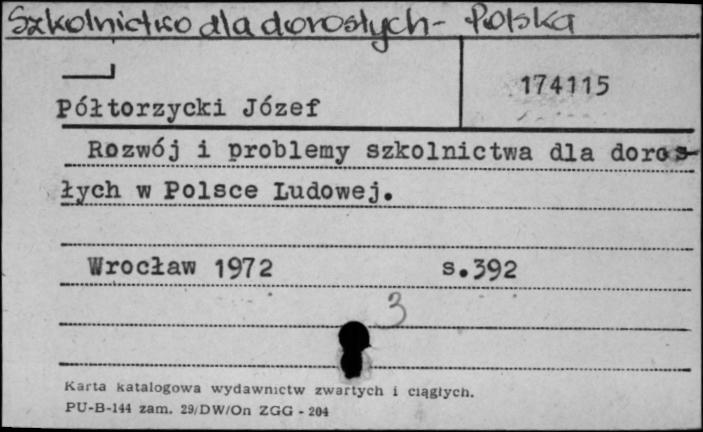 Szkolnictwo dla dorosłych - Polska
174115
Półtorzycki Józef
Rozwój i problemy szkolnictwa dla doros-
łych w Polsce Ludowej.
Wrocław 1972 s.392
3
Karta katalogowa wydawnictw zwartych i ciągłych.
PU-B-144 zam. 29/DW/On ZGG - 204